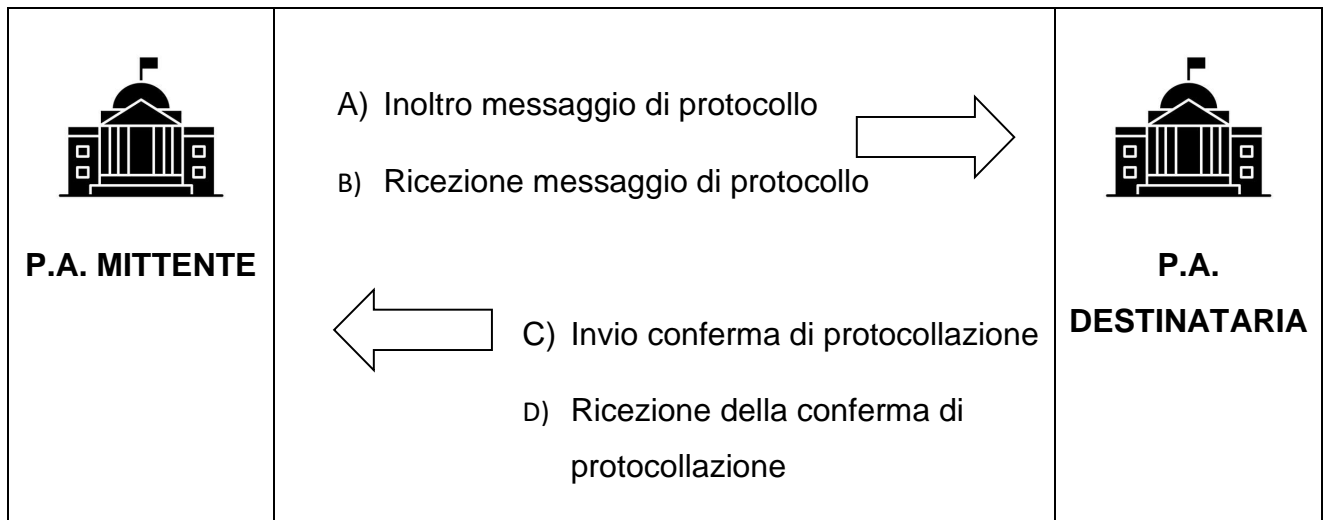 A) Inoltro messaggio di protocollo
B) Ricezione messaggio di protocollo
P.A. MITTENTE
P.A.
DESTINATARIA
C) Invio conferma di protocollazione
D) Ricezione della conferma di
protocollazione